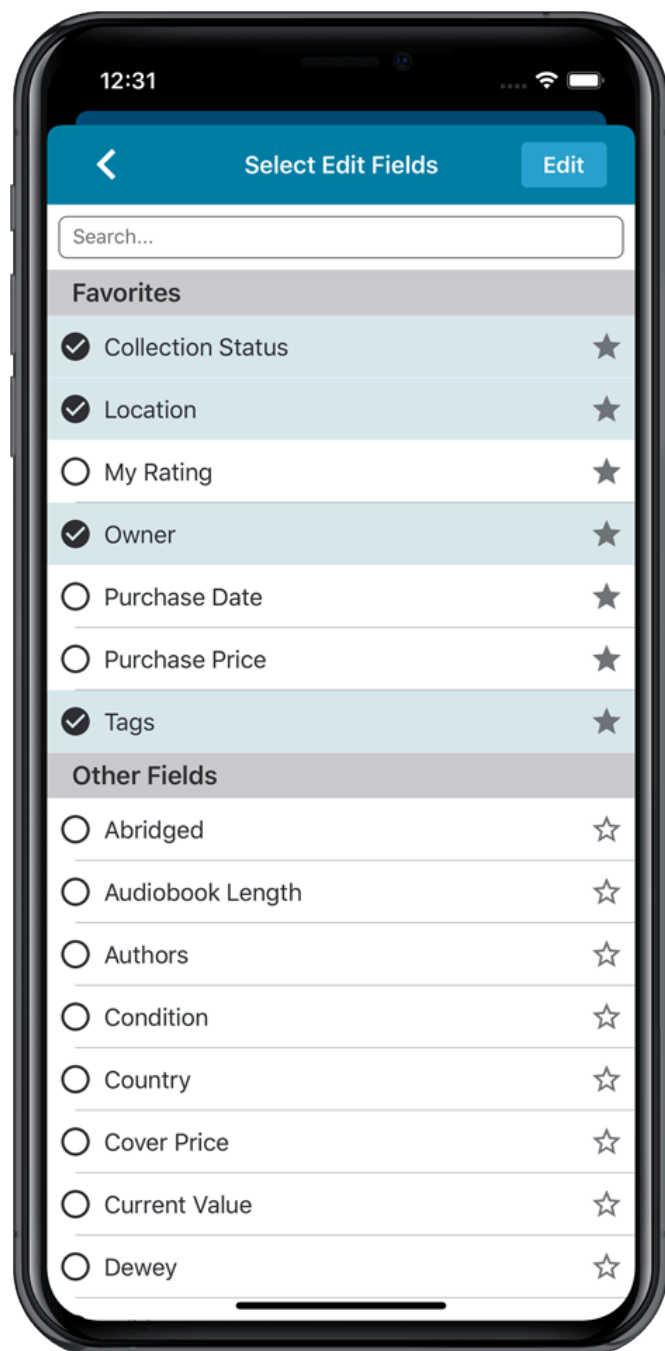 12:31
Select Edit Fields
Edit
Search...
Favorites
Collection Status
Location
My Rating
Owner
Purchase Date
Purchase Price
Tags
Other Fields
Abridged
Audiobook Length
Authors
Condition
Country
Cover Price
Current Value
Dewey